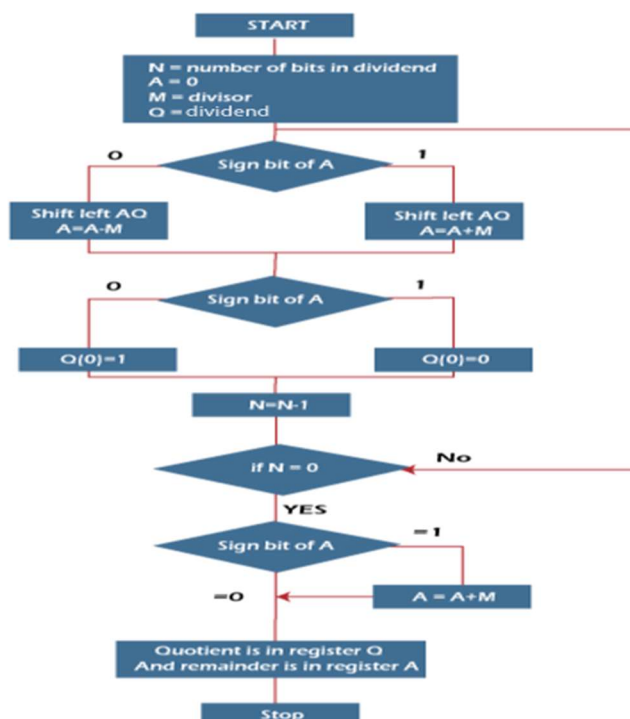 START
N = number of bits in dividend
A = 0
M = divisor
Q = dividend
0
Sign bit of A
1
Shift left AQ
A=A-M
Shift left AQ
A=A+M
0
Sign bit of A
1
Q(0)=1
Q(0)=0
N=N-1
if N = 0
No
YES
Sign bit of A
=1
=0
A = A+M
Quotient is in register Q
And remainder is in register A
Stop